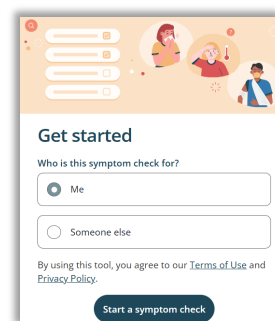 Get started
Who is this symptom check for?
Me
Someone else
By using this tool, you agree to our Terms of Use and
Privacy Policy.
Start a symptom check